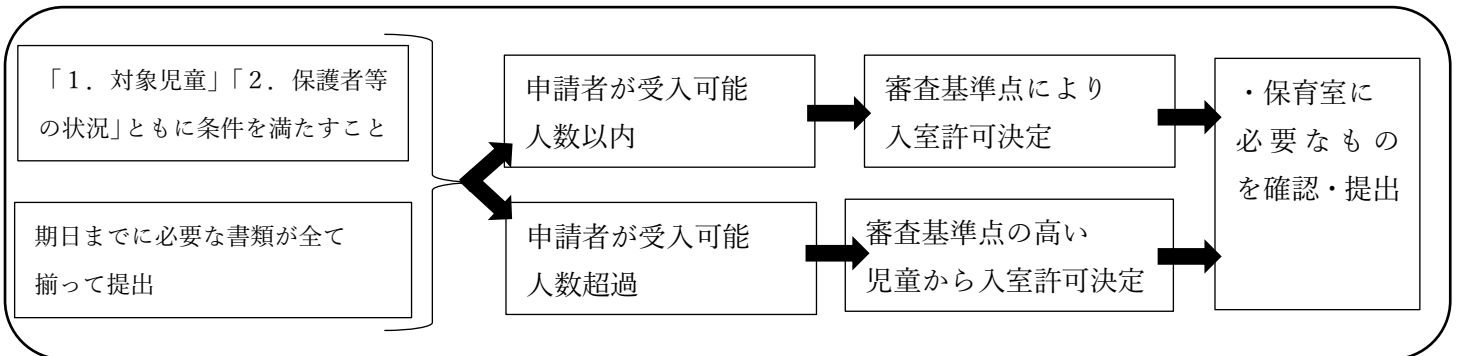 「１．対象児童」「２．保護者等
の状況」ともに条件を満たすこと
期日までに必要な書類が全て
揃って提出
申請者が受入可能
人数以内
審査基準点により
入室許可決定
申請者が受入可能
人数超過
審査基準点の高い
児童から入室許可決定
・保育室に
必要なもの
を確認・提出